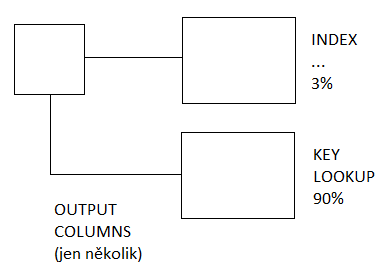 INDEX
...
3%
KEY
LOOKUP
90%
OUTPUT
COLUMNS
(jen několik)